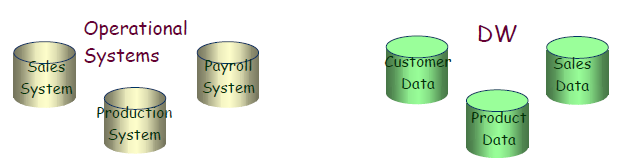 Operational
Systems
Sales
System
Payroll
System
Production
System
DW
Customer
Data
Sales
Data
Product
Data